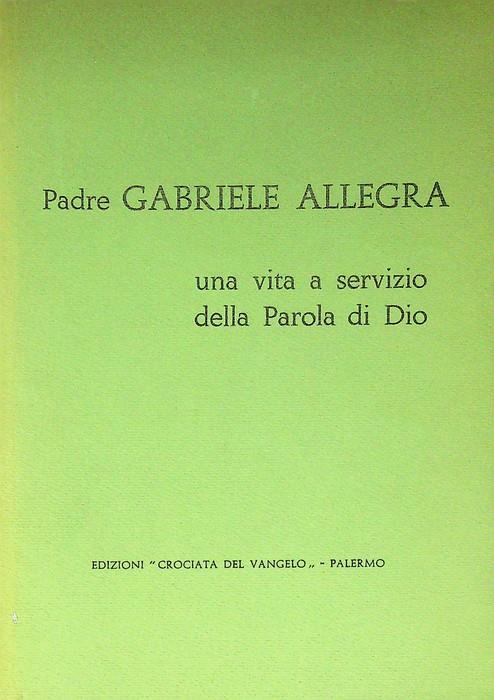 Padre GABRIELE ALLEGRA
una vita a servizio
della Parola di Dio
EDIZIONI "CROCIATA DEL VANGELO„ - PALERMO